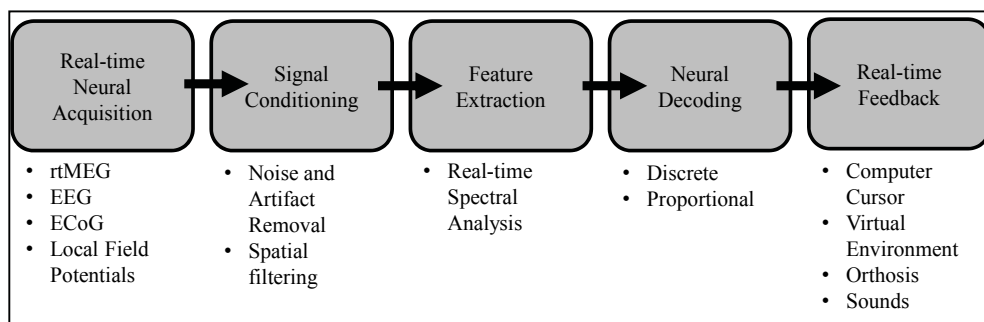 Real-time
Neural
Acquisition
Signal
Conditioning
Feature
Extraction
Neural
Decoding
Real-time
Feedback
• rtMEG
• EEG
• ECoG
• Local Field
Potentials
• Noise and
Artifact
Removal
• Spatial
filtering
• Real-time
Spectral
Analysis
• Discrete
• Proportional
• Computer
Cursor
• Virtual
Environment
• Orthosis
• Sounds